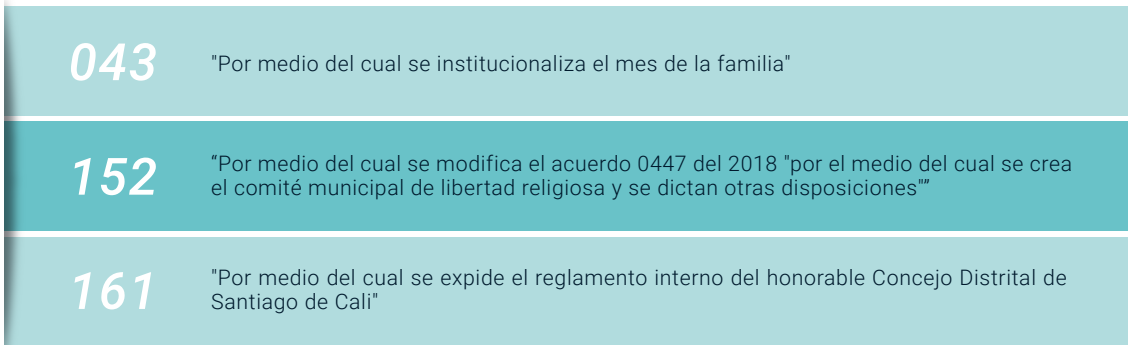 043
"Por medio del cual se institucionaliza el mes de la familia"
152
“Por medio del cual se modifica el acuerdo 0447 del 2018 "por el medio del cual se crea
el comité municipal de libertad religiosa y se dictan otras disposiciones"”
161
"Por medio del cual se expide el reglamento interno del honorable Concejo Distrital de
Santiago de Cali"